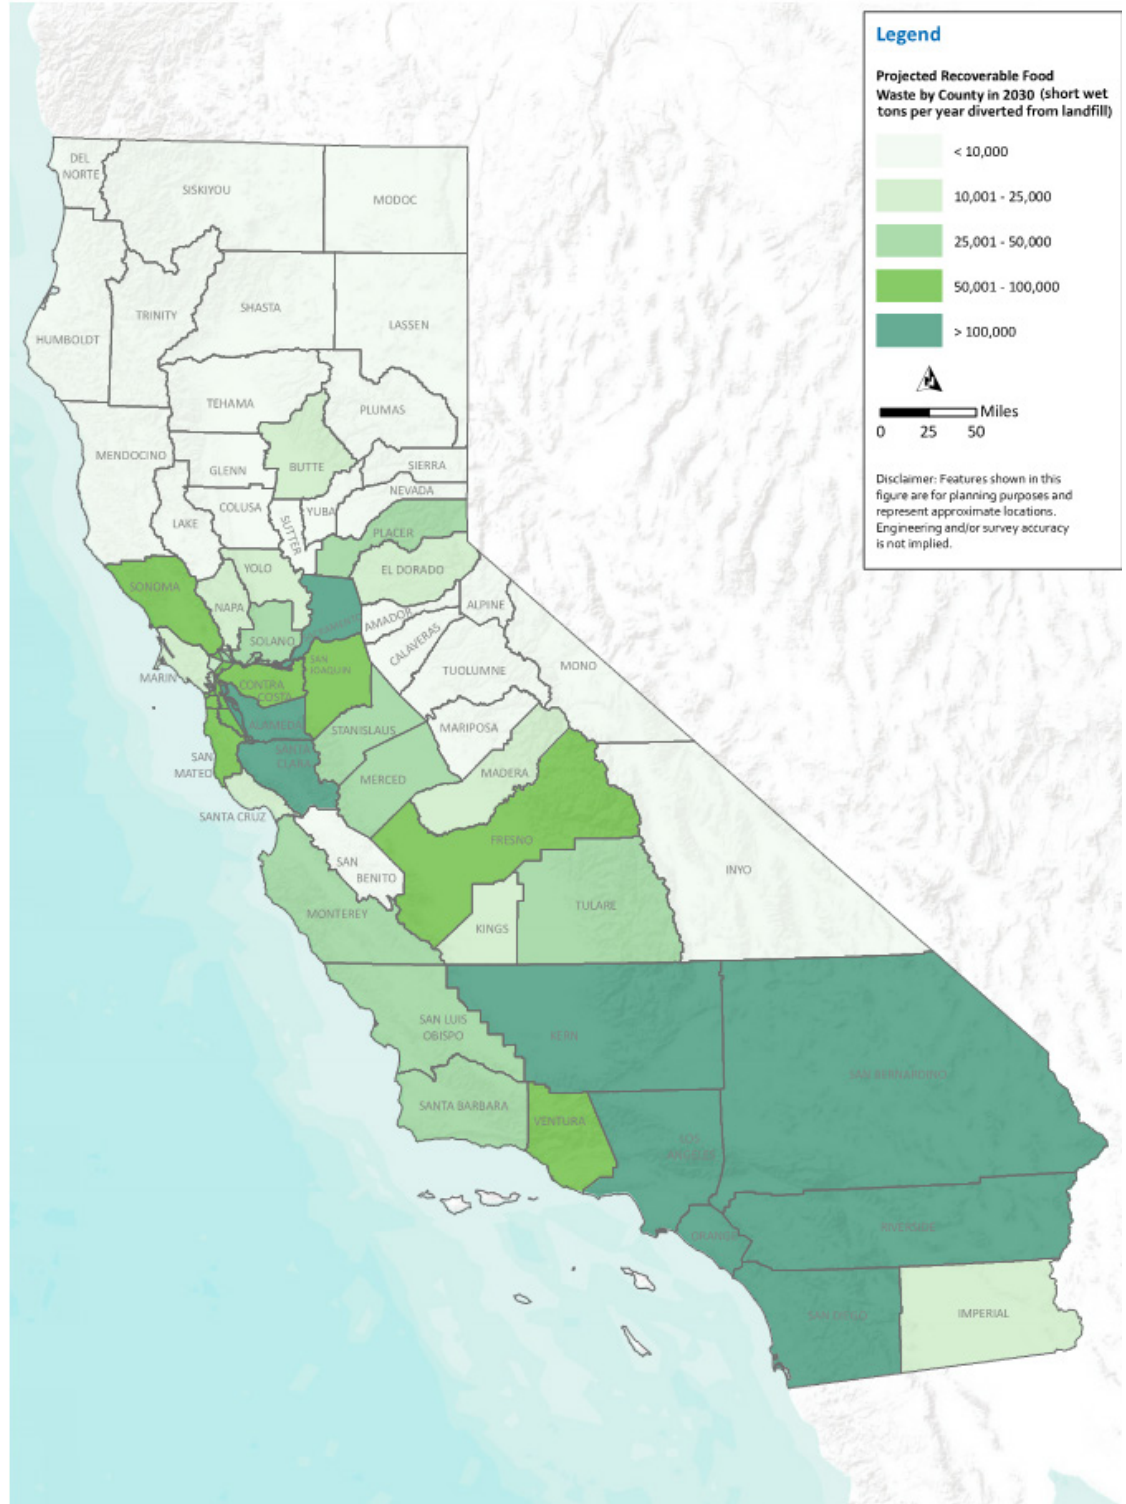 Legend
Projected Recoverable Food
Waste by County in 2030 (short wet
tons per year diverted from landfill)
< 10,000
10,001 - 25,000
25,001 - 50,000
50,001 - 100,000
> 100,000
Miles
0 25 50
Disclaimer: Features shown in this
figure are for planning purposes and
represent approximate locations.
Engineering and/or survey accuracy
is not implied.
DEL
NORTE
SISKIYOU
MODOC
HUMBOLDT
TRINITY
SHASTA
LASSEN
TEHAMA
PLUMAS
MENDOCINO
GLENN
BUTTE
SIERRA
NEVADA
LAKE
COLUSA
SUTTER
YUBA
PLACER
SONOMA
NAPA
YOLO
EL DORADO
SOLANO
SACRAMENTO
AMADOR
ALPINE
CALAVERAS
TUOLUMNE
MONO
MARIN
CONTRA
COSTA
SAN
JOAQUIN
ALAMEDA
STANISLAUS
MARIPOSA
SAN
MATEO
SANTA
CLARA
MERCED
MADERA
SANTA CRUZ
FRESNO
SAN
BENITO
INYO
MONTEREY
KINGS
TULARE
SAN LUIS
OBISPO
KERN
SAN BERNARDINO
SANTA BARBARA
VENTURA
LOS
ANGELES
ORANGE
RIVERSIDE
SAN DIEGO
IMPERIAL